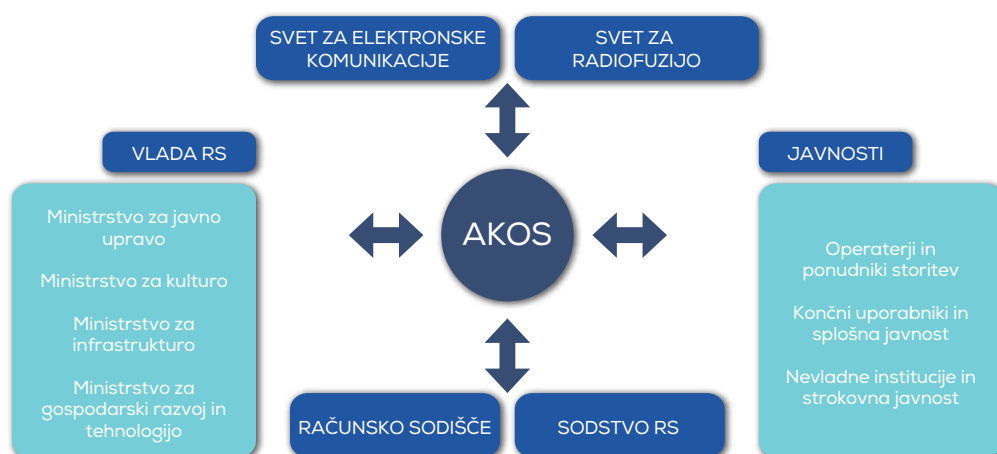 SVET ZA ELEKTRONSKE
KOMUNIKACIJE
SVET ZA
RADIOFUZIJO
VLADA RS
Ministrstvo za javno
upravo
Ministrstvo za kulturo
Ministrstvo za
infrastrukturo
Ministrstvo za
gospodarski razvoj in
tehnologijo
AKOS
JAVNOSTI
Operaterji in
ponudniki storitev
Končni uporabniki in
splošna javnost
Nevladne institucije in
strokovna javnost
RAČUNSKO SODIŠČE
SODSTVO RS